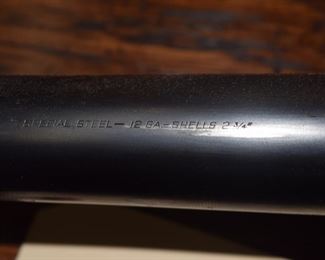 SPECIAL STEEL — 12 GA-SHELLS 2 3/4"